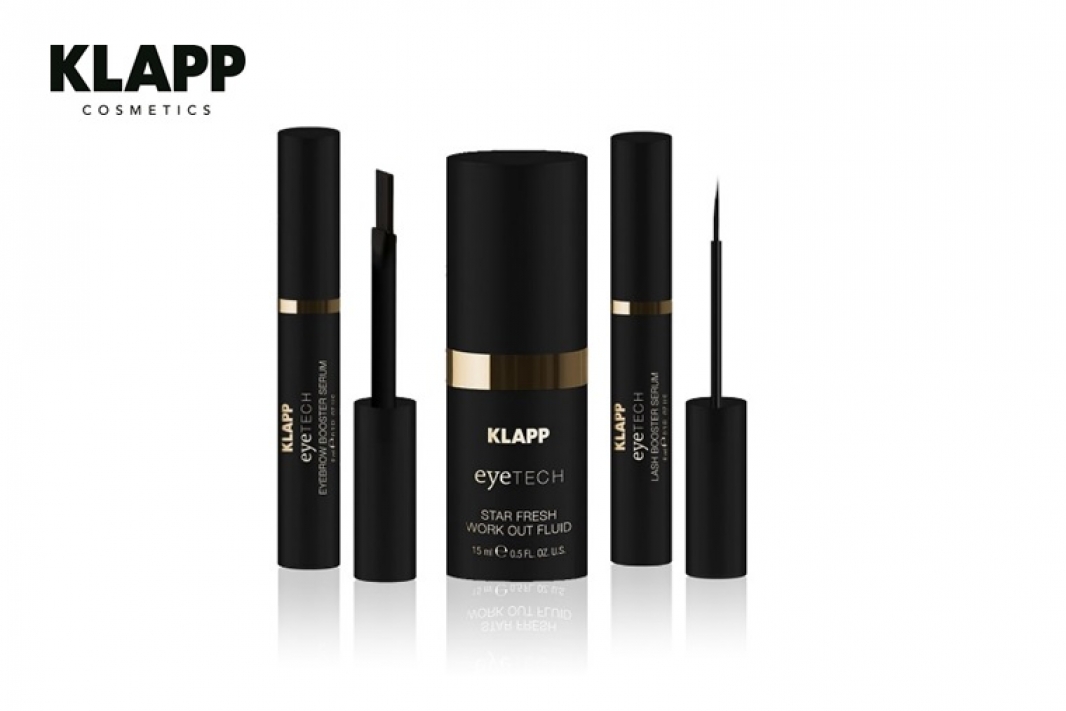 KLAPP
COSMETICS
KLAPP
eyeTECH
EYEBROW BOOSTER SERUM
KLAPP
eyeTECH
STAR FRESH
WORK OUT FLUID
15 ml ℮ 0.5 FL. OZ. U.S.
KLAPP
eyeTECH
LASH BOOSTER SERUM